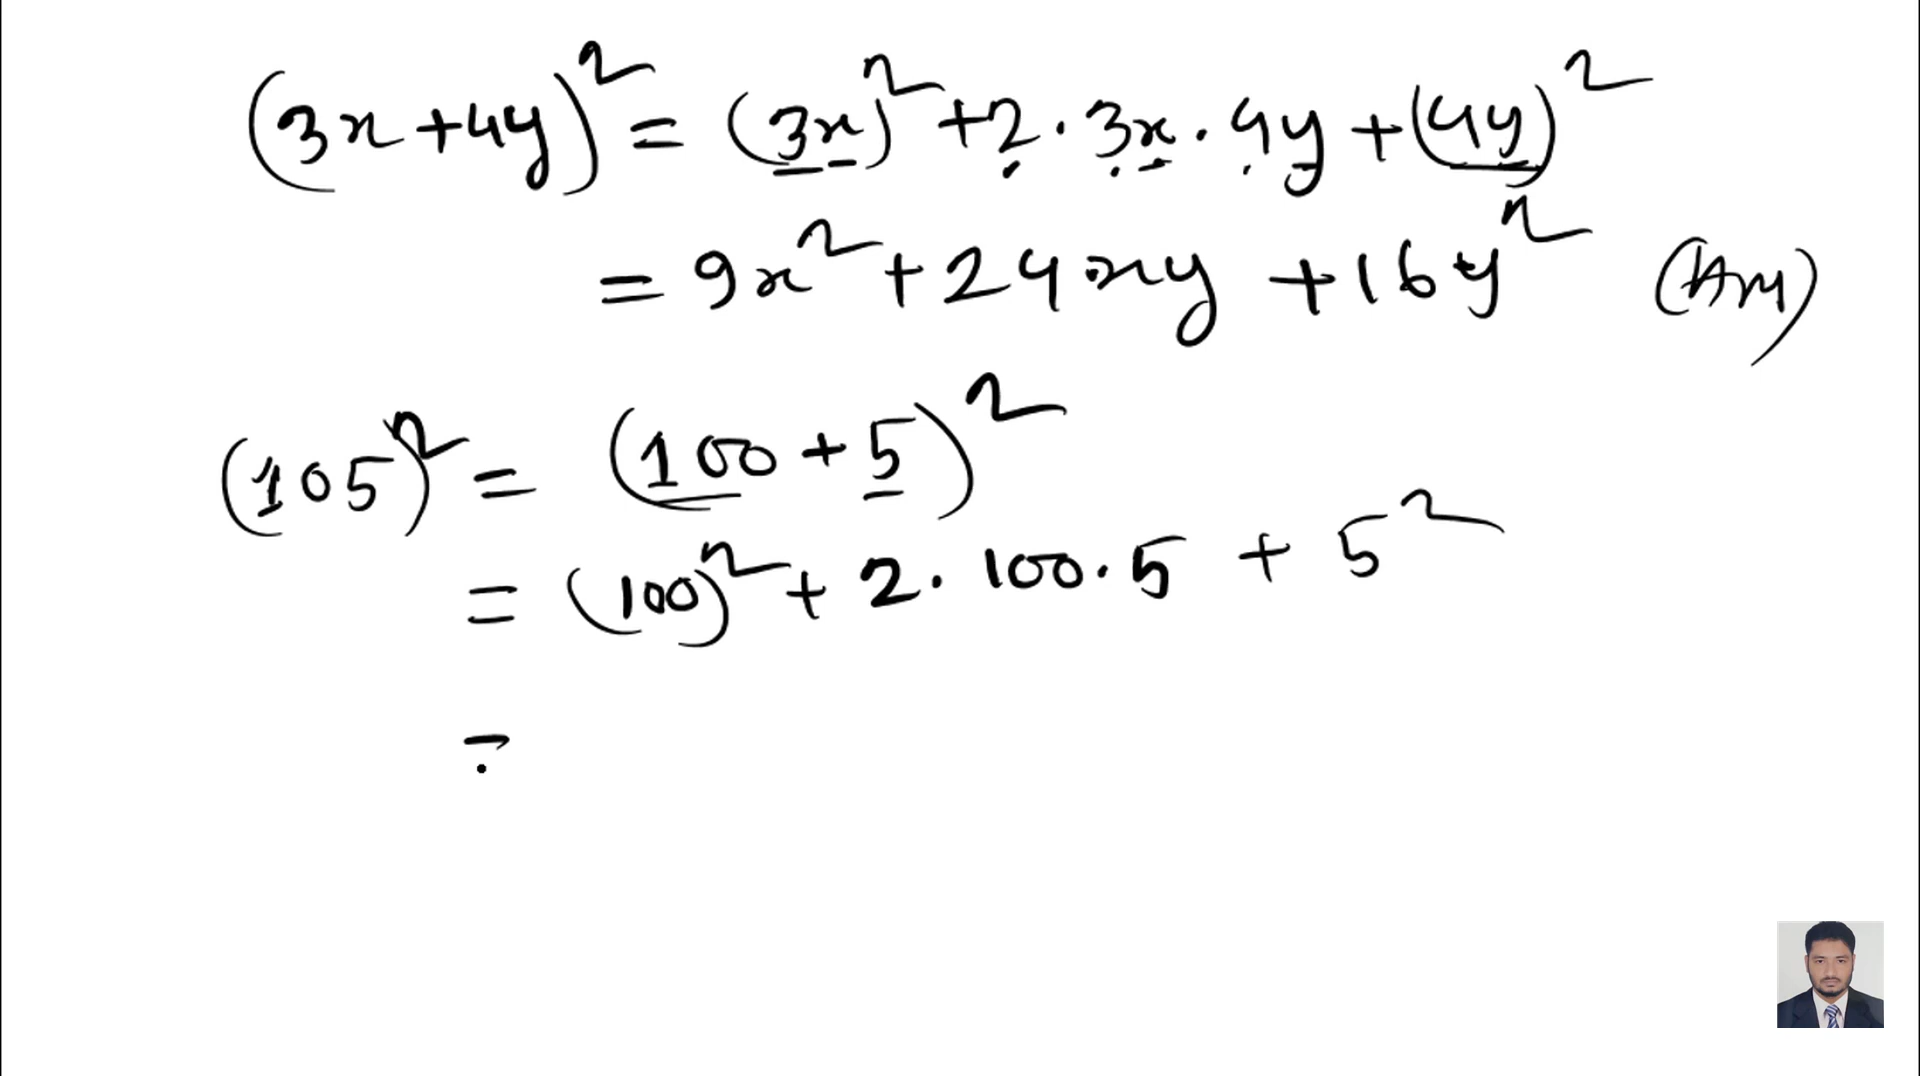 (3x+4y)² = (3x)² + 2·3x·4y + (4y)²
= 9x² + 24xy + 16y² (Ans)
(105)² = (100 + 5)²
= (100)² + 2·100·5 + 5²
=